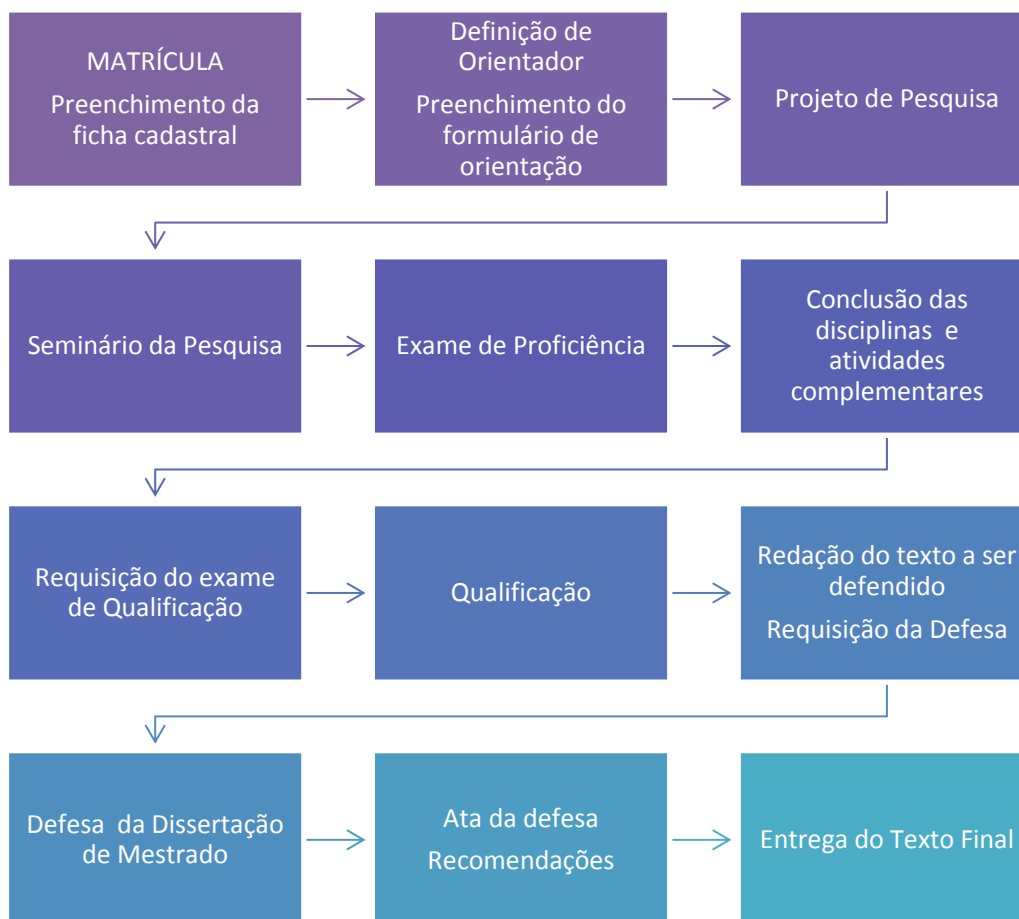 MATRÍCULA
Preenchimento da
ficha cadastral
Definição de
Orientador
Preenchimento do
formulário de
orientação
Projeto de Pesquisa
Seminário da Pesquisa
Exame de Proficiência
Conclusão das
disciplinas e
atividades
complementares
Requisição do exame
de Qualificação
Qualificação
Redação do texto a ser
defendido
Requisição da Defesa
Defesa da Dissertação
de Mestrado
Ata da defesa
Recomendações
Entrega do Texto Final